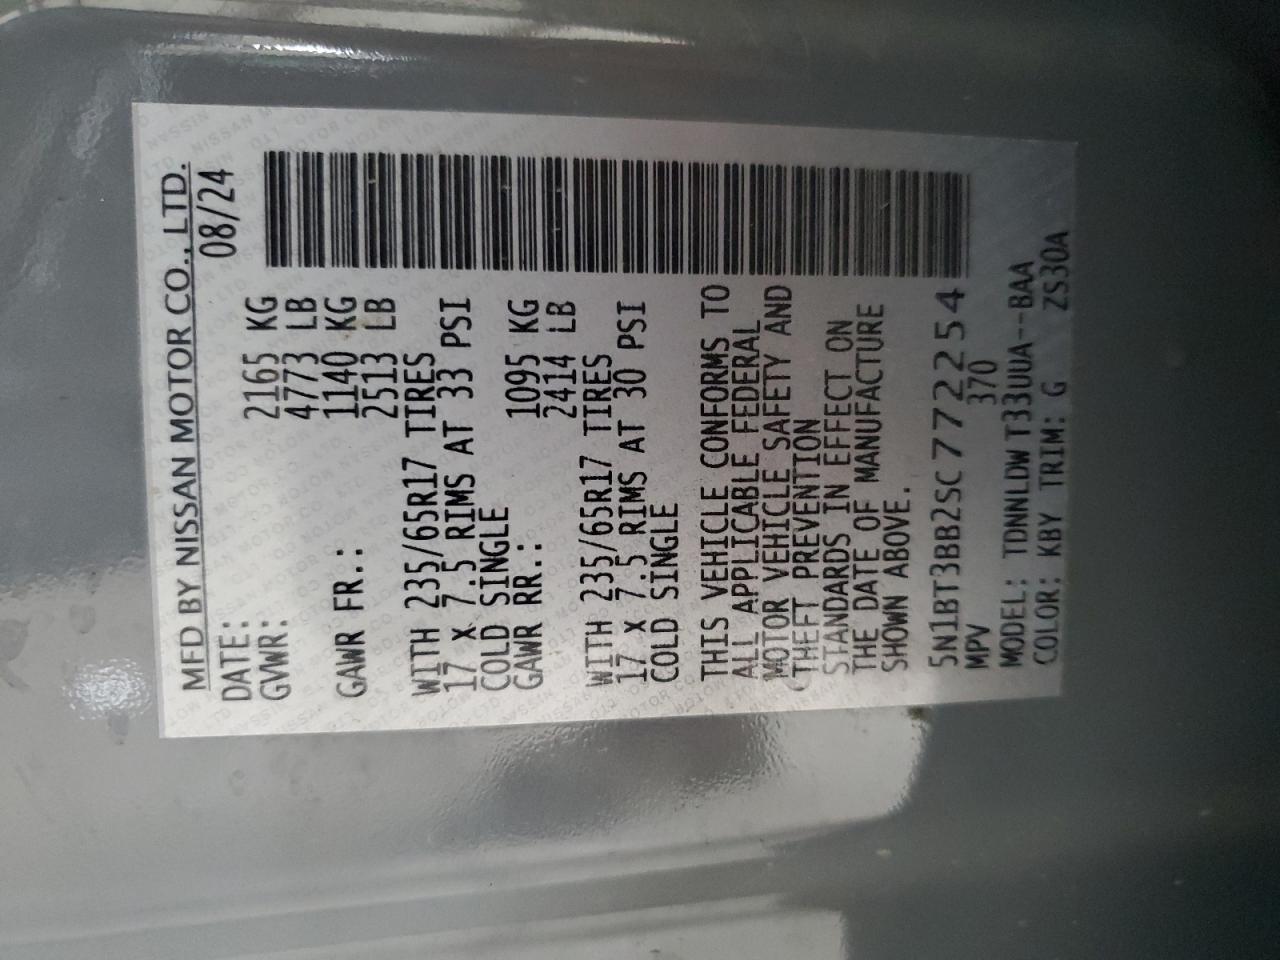 MFD BY NISSAN MOTOR CO., LTD.
DATE: 08/24
GVWR: 2165 KG
4773 LB
GAWR FR.: 1140 KG
2513 LB
WITH 235/65R17 TIRES
17 x 7.5 RIMS AT 33 PSI
COLD SINGLE
GAWR RR.: 1095 KG
2414 LB
WITH 235/65R17 TIRES
17 x 7.5 RIMS AT 30 PSI
COLD SINGLE
THIS VEHICLE CONFORMS TO
ALL APPLICABLE FEDERAL
MOTOR VEHICLE SAFETY AND
THEFT PREVENTION
STANDARDS IN EFFECT ON
THE DATE OF MANUFACTURE
SHOWN ABOVE.
5N1BT3BB2SC772254
MPV 370
MODEL: TDNNLDWT33UUA--BAA
COLOR: KBY TRIM: G ZS30A